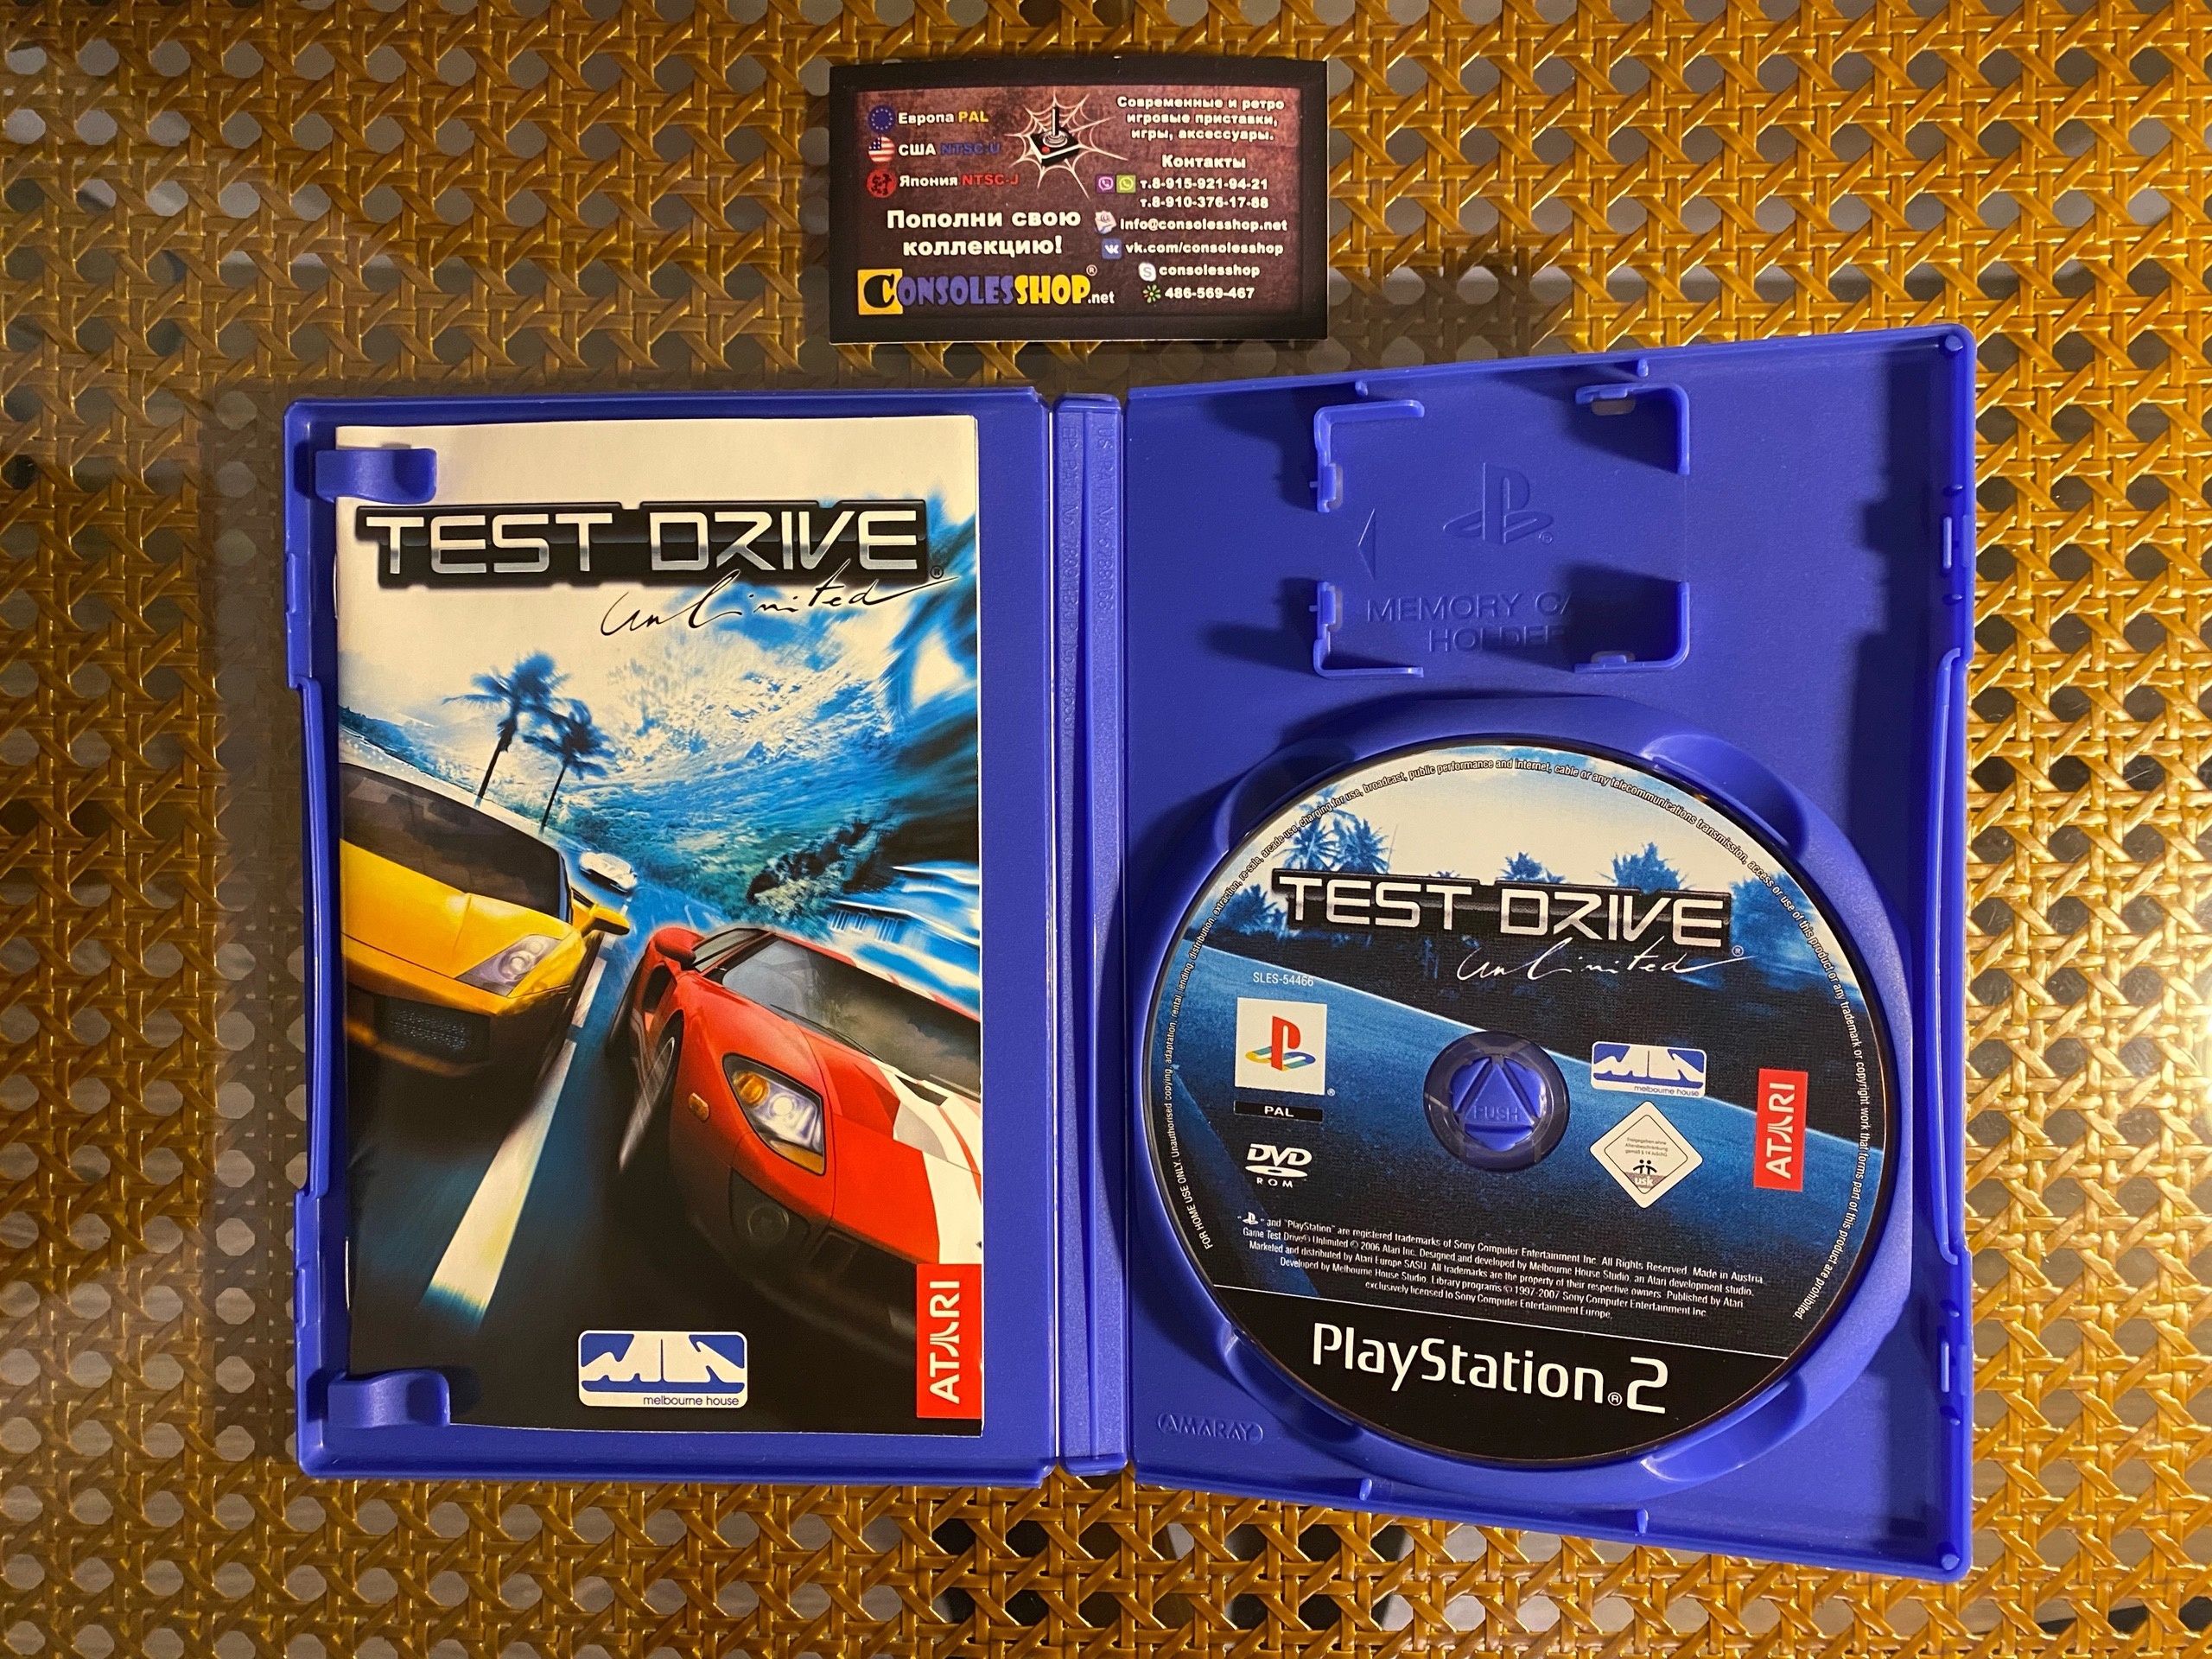 Европа PAL
США NTSC-U
Япония NTSC-J
Пополни свою
коллекцию!
CONSOLESSHOP®.net
Современные и ретро
игровые приставки,
игры, аксессуары.
Контакты
т.8-915-921-94-21
т.8-910-376-17-88
info@consolesshop.net
vk.com/consolesshop
consolesshop
486-569-467
TEST DRIVE®
Unlimited
melbourne house
ATARI
MEMORY CA
HOLDER
AMARAY
FOR HOME USE ONLY. Unauthorised copying, adaptation, rental, lending, distribution, extraction, re-sale, arcade use, charging for use, broadcast, public performance and internet, cable or any telecommunications transmission, access or use of this product or any trademark or copyright work that forms part of this product are prohibited.
TEST DRIVE®
Unlimited
SLES-54466
PAL
DVD
ROM
PUSH
melbourne house
ATARI
Freigegeben ohne
Altersbeschränkung
gemäß § 14 JuSchG
usk
" " and "PlayStation" are registered trademarks of Sony Computer Entertainment Inc. All Rights Reserved. Made in Austria.
Game Test Drive® Unlimited © 2006 Atari Inc. Designed and developed by Melbourne House Studio, an Atari development studio.
Marketed and distributed by Atari Europe SASU. All trademarks are the property of their respective owners. Published by Atari.
Developed by Melbourne House Studio. Library programs © 1997-2007 Sony Computer Entertainment Inc
exclusively licensed to Sony Computer Entertainment Europe.
PlayStation®2